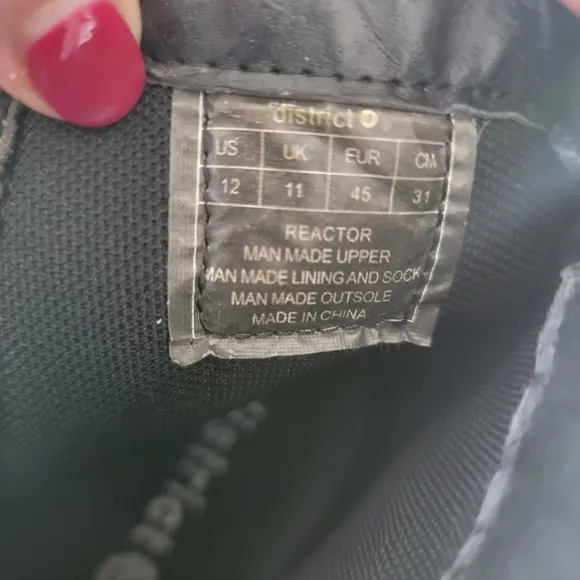 district
US UK EUR CM
12 11 45 31
REACTOR
MAN MADE UPPER
MAN MADE LINING AND SOCK
MAN MADE OUTSOLE
MADE IN CHINA
district